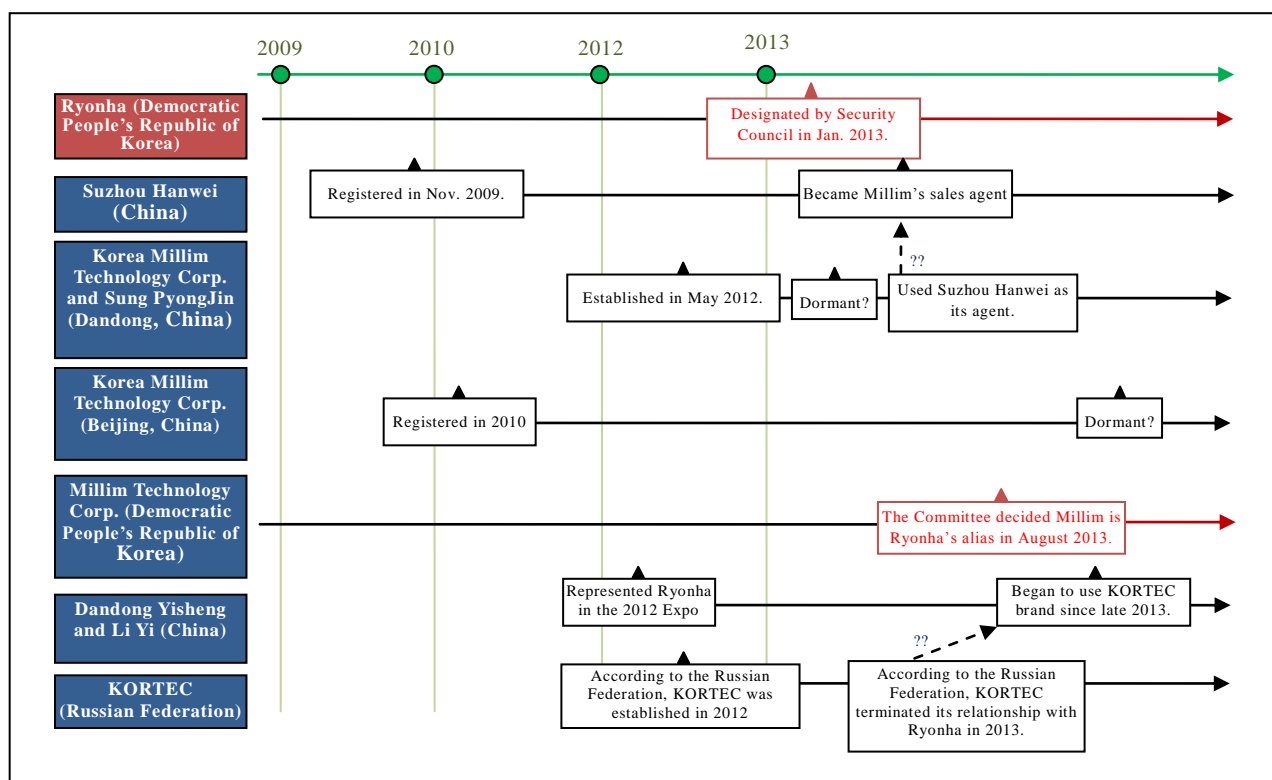 2009
2010
2012
2013
Ryonha (Democratic
People's Republic of
Korea)
Designated by Security
Council in Jan. 2013.
Suzhou Hanwei
(China)
Registered in Nov. 2009.
Became Millim's sales agent
Korea Millim
Technology Corp.
and Sung PyongJin
(Dandong, China)
Established in May 2012.
Dormant?
??
Used Suzhou Hanwei as
its agent.
Korea Millim
Technology Corp.
(Beijing, China)
Registered in 2010
Dormant?
Millim Technology
Corp. (Democratic
People's Republic of
Korea)
The Committee decided Millim is
Ryonha's alias in August 2013.
Dandong Yisheng
and Li Yi (China)
Represented Ryonha
in the 2012 Expo
Began to use KORTEC
brand since late 2013.
??
KORTEC
(Russian Federation)
According to the Russian
Federation, KORTEC was
established in 2012
According to the Russian
Federation, KORTEC
terminated its relationship with
Ryonha in 2013.